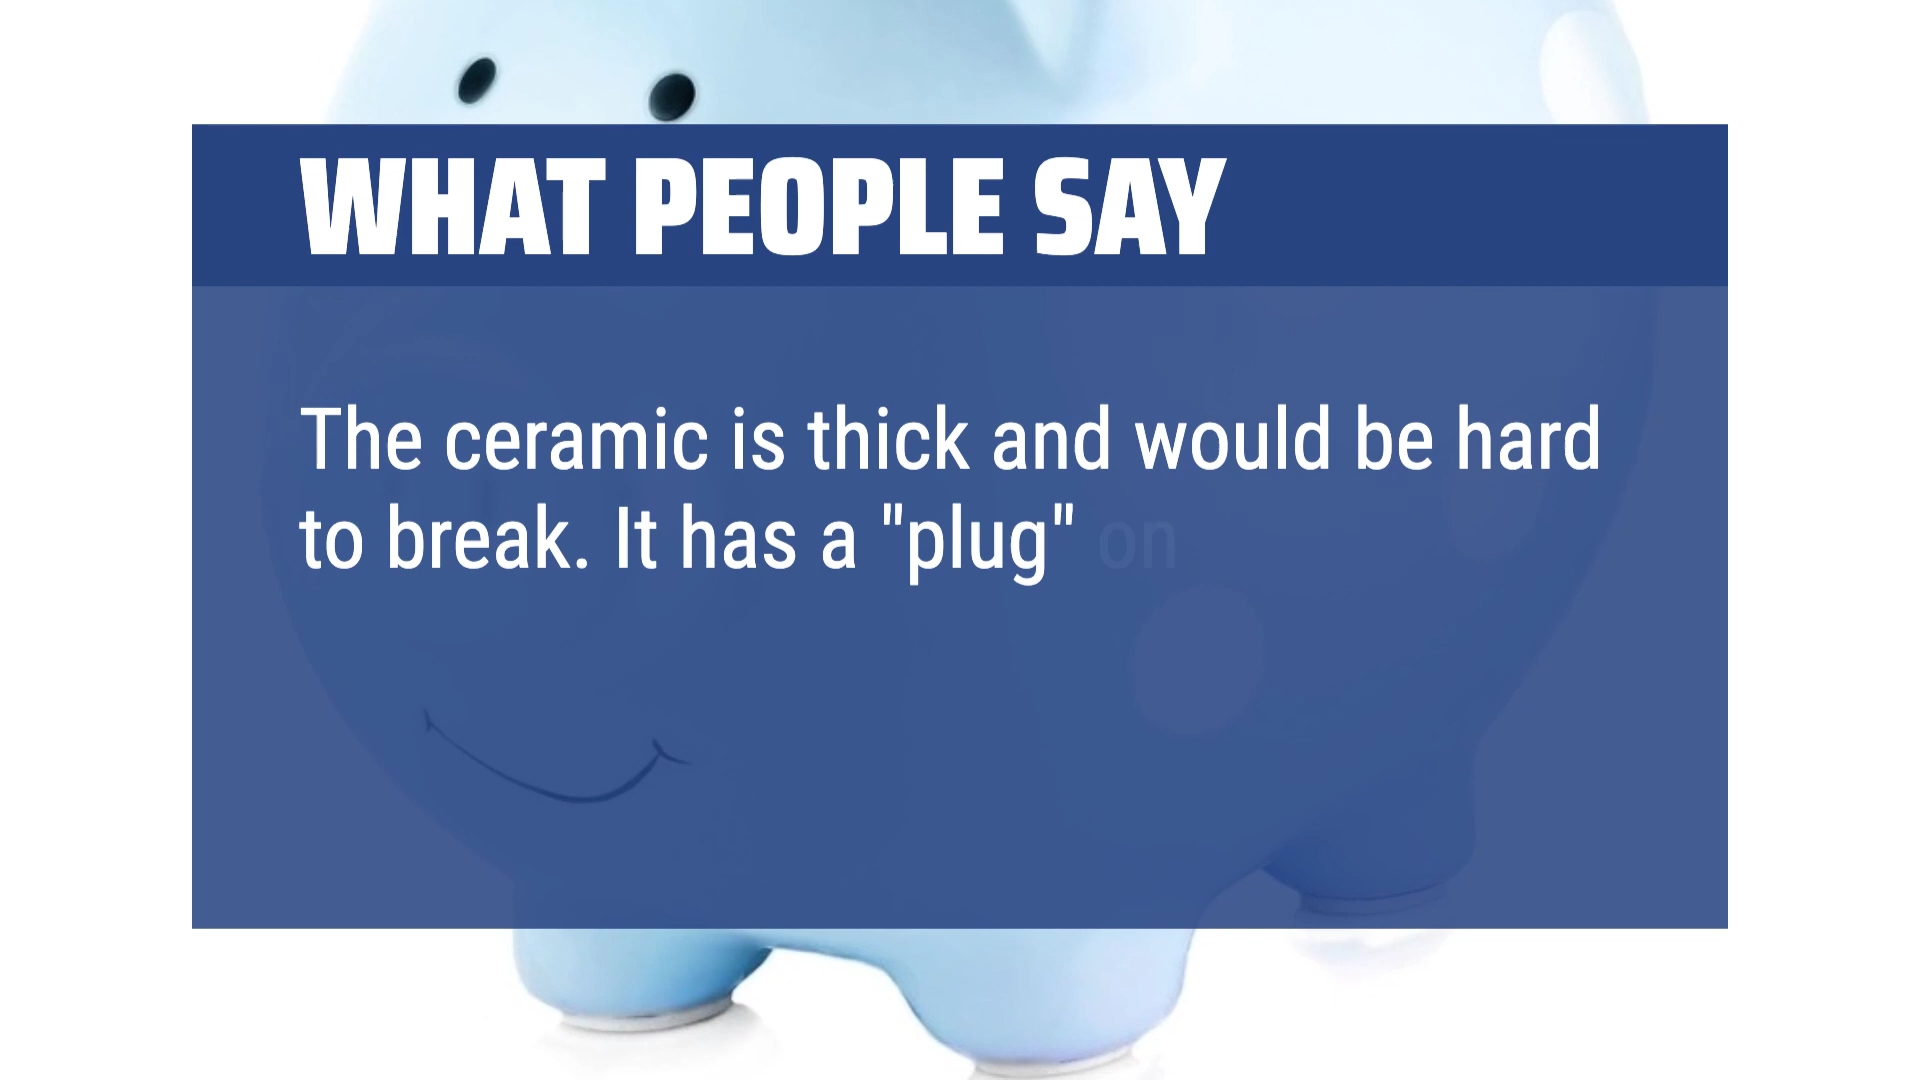 WHAT PEOPLE SAY
The ceramic is thick and would be hard
to break. It has a "plug" on